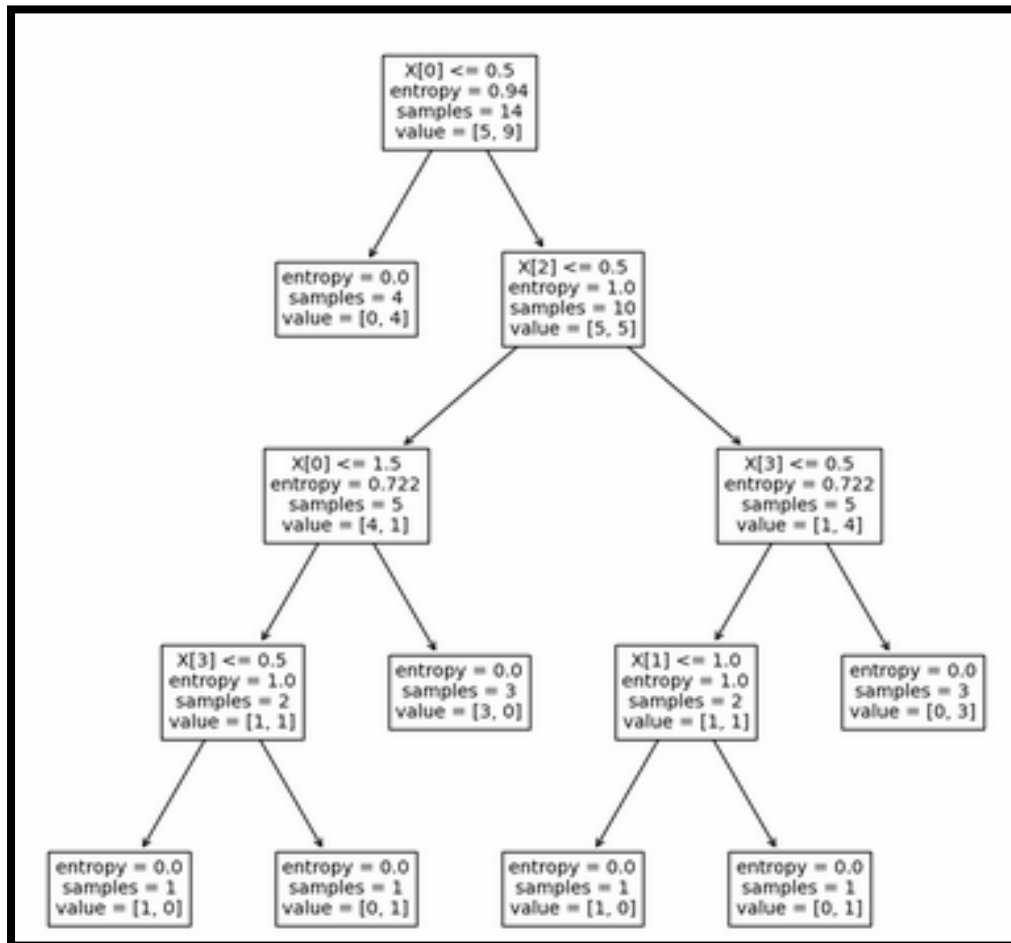 X[0] <= 0.5
entropy = 0.94
samples = 14
value = [5, 9]
entropy = 0.0
samples = 4
value = [0, 4]
X[2] <= 0.5
entropy = 1.0
samples = 10
value = [5, 5]
X[0] <= 1.5
entropy = 0.722
samples = 5
value = [4, 1]
X[3] <= 0.5
entropy = 0.722
samples = 5
value = [1, 4]
X[3] <= 0.5
entropy = 1.0
samples = 2
value = [1, 1]
entropy = 0.0
samples = 3
value = [3, 0]
X[1] <= 1.0
entropy = 1.0
samples = 2
value = [1, 1]
entropy = 0.0
samples = 3
value = [0, 3]
entropy = 0.0
samples = 1
value = [1, 0]
entropy = 0.0
samples = 1
value = [0, 1]
entropy = 0.0
samples = 1
value = [1, 0]
entropy = 0.0
samples = 1
value = [0, 1]